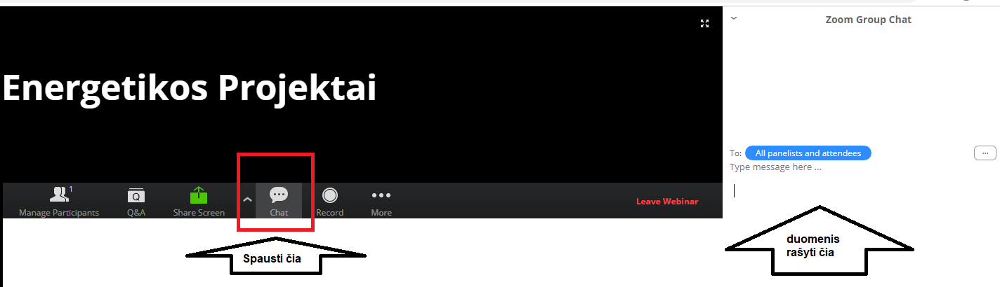 Zoom Group Chat
Energetikos Projektai
To: All panelists and attendees ...
Type message here ...
1
Manage Participants Q&A Share Screen Chat Record More Leave Webinar
Spausti čia
duomenis
rašyti čia